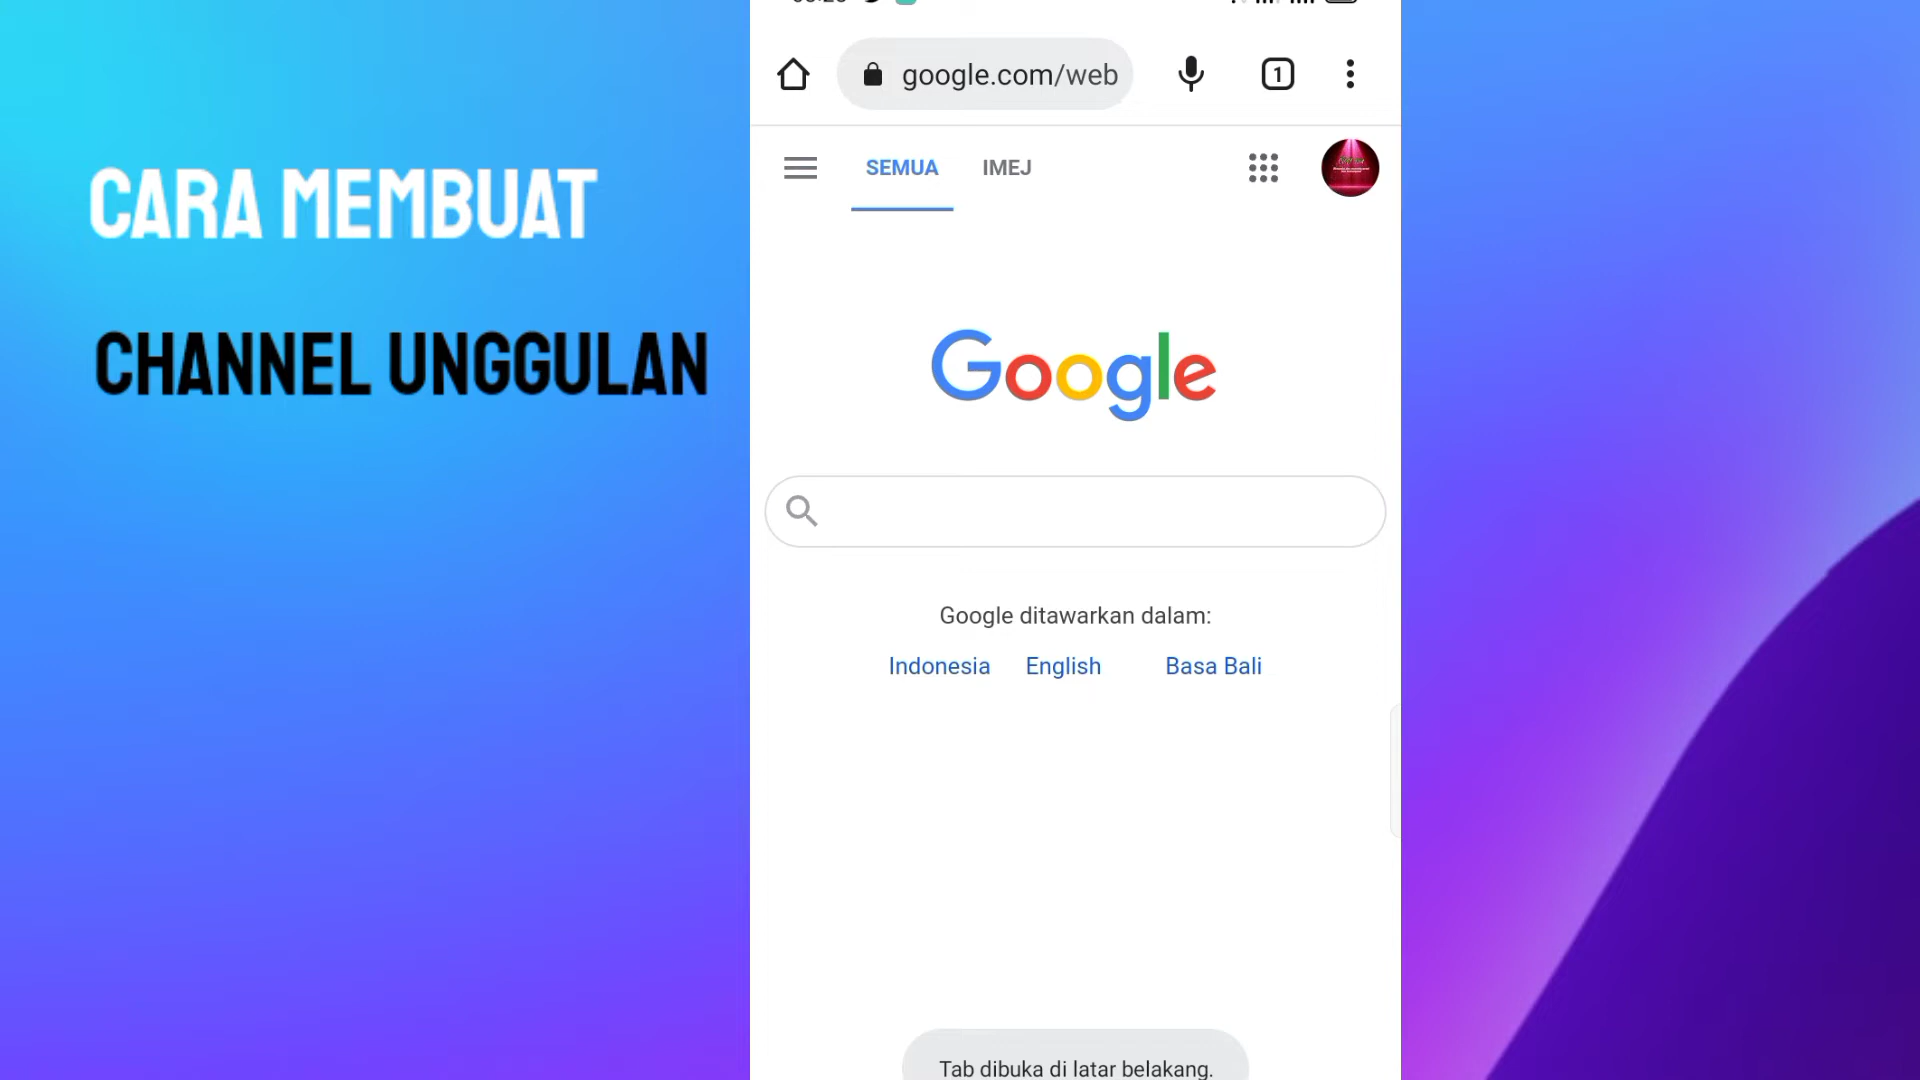 CARA MEMBUAT
CHANNEL UNGGULAN
google.com/web
1
SEMUA IMEJ
Google
Google ditawarkan dalam:
Indonesia English Basa Bali
Tab dibuka di latar belakang.